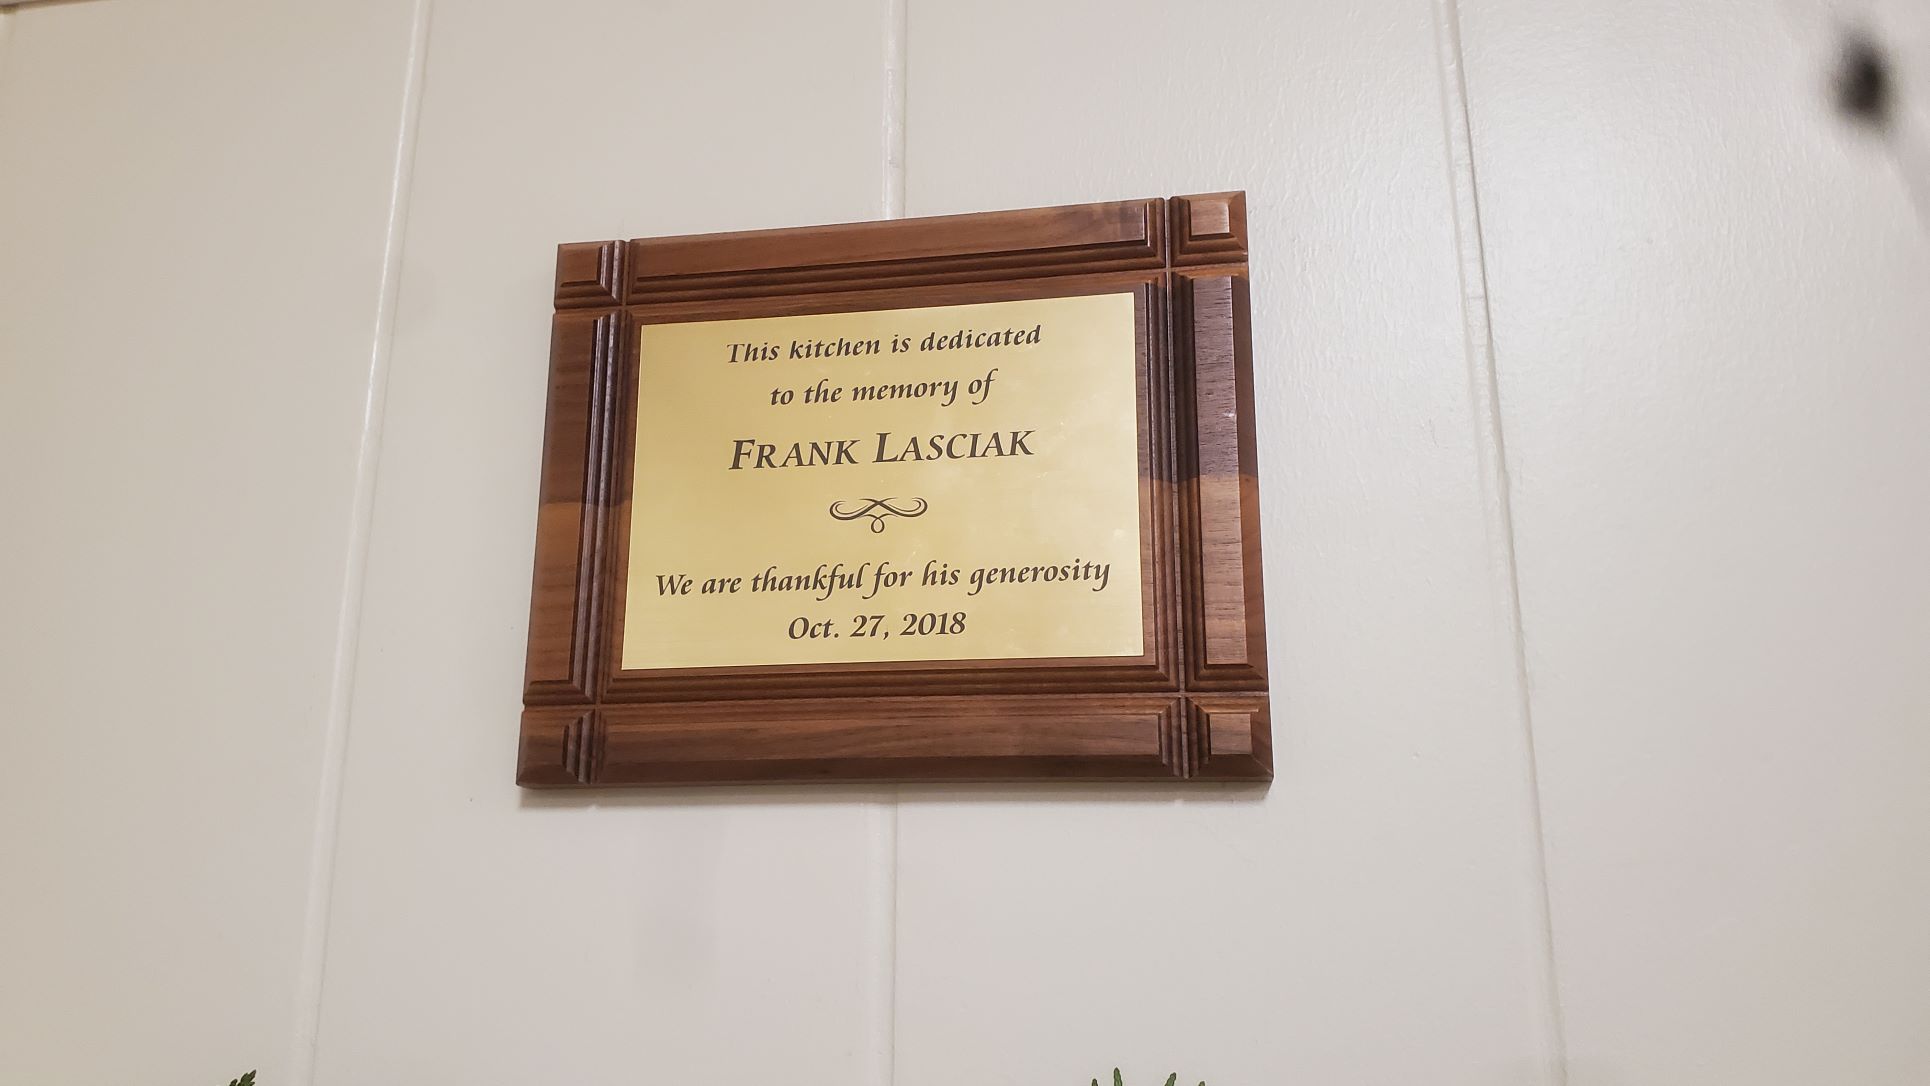 This kitchen is dedicated
to the memory of
FRANK LASCIAK
We are thankful for his generosity
Oct. 27, 2018